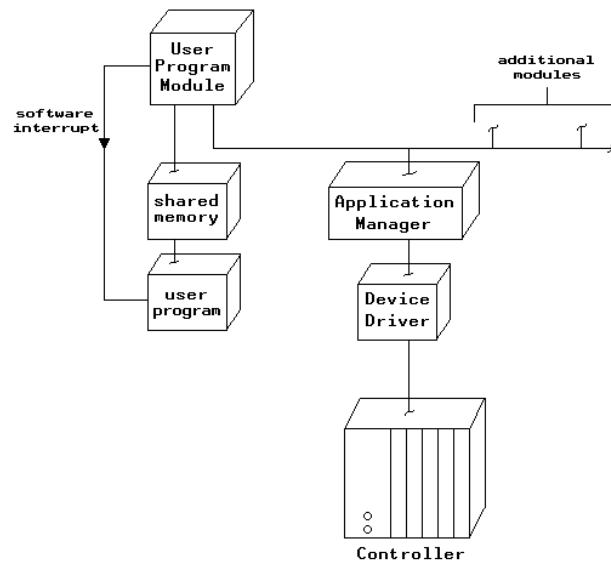 User
Program
Module
additional
modules
software
interrupt
shared
memory
Application
Manager
user
program
Device
Driver
Controller